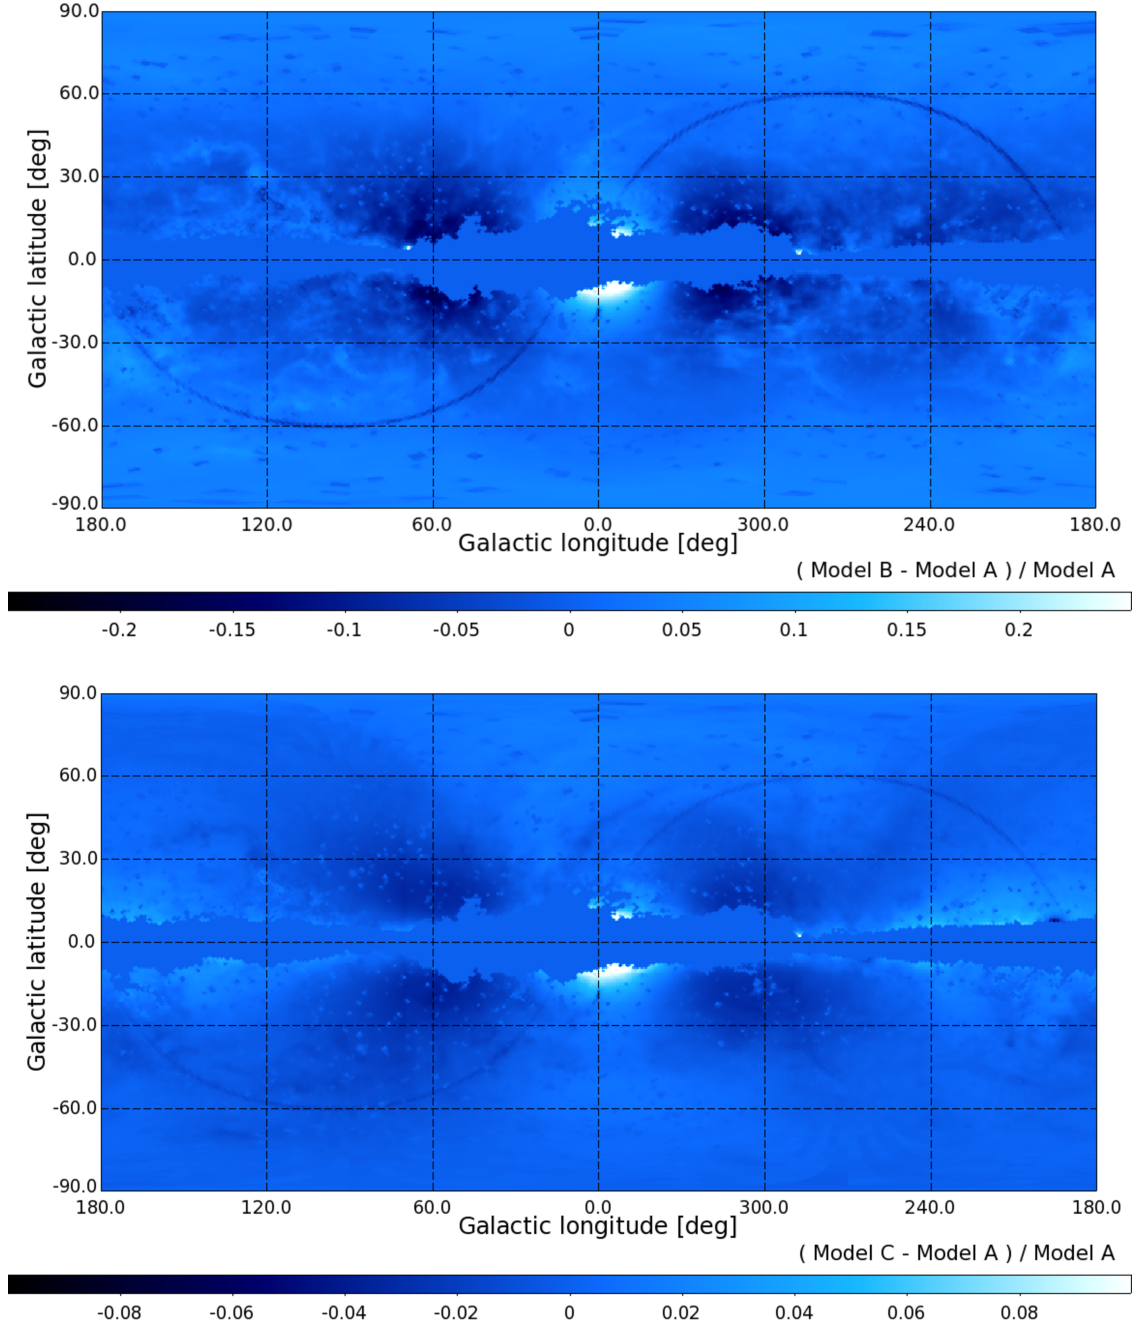 90.0
60.0
30.0
0.0
-30.0
-60.0
-90.0
Galactic latitude [deg]
180.0 120.0 60.0 0.0 300.0 240.0 180.0
Galactic longitude [deg]
( Model B - Model A ) / Model A
-0.2 -0.15 -0.1 -0.05 0 0.05 0.1 0.15 0.2
90.0
60.0
30.0
0.0
-30.0
-60.0
-90.0
Galactic latitude [deg]
180.0 120.0 60.0 0.0 300.0 240.0 180.0
Galactic longitude [deg]
( Model C - Model A ) / Model A
-0.08 -0.06 -0.04 -0.02 0 0.02 0.04 0.06 0.08